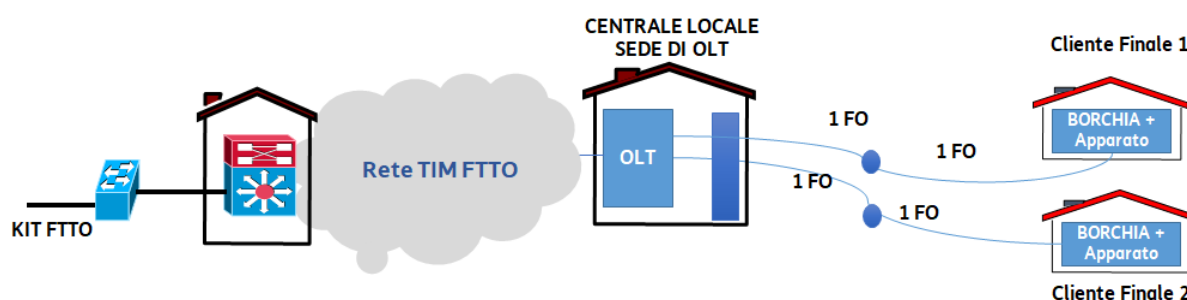 CENTRALE LOCALE
SEDE DI OLT
Cliente Finale 1
1 FO
1 FO
BORCHIA +
Apparato
OLT
Rete TIM FTTO
1 FO
1 FO
KIT FTTO
BORCHIA +
Apparato
Cliente Finale 2